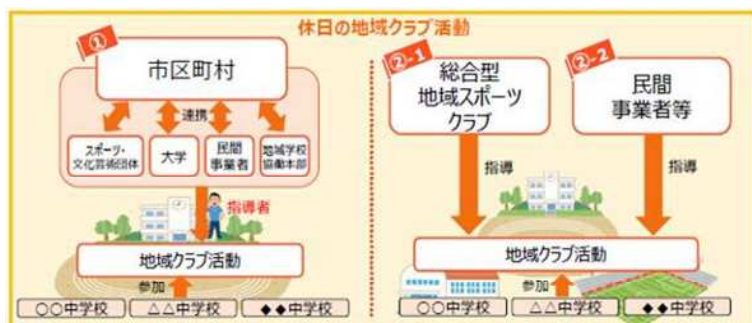 休日の地域クラブ活動
①
市区町村
連携
スポーツ・
文化芸術団体
大学
民間
事業者
地域学校
協働本部
指導者
地域クラブ活動
参加
〇〇中学校
△△中学校
◆◆中学校
②-1
総合型
地域スポーツ
クラブ
②-2
民間
事業者等
指導
指導
地域クラブ活動
参加
〇〇中学校
△△中学校
◆◆中学校